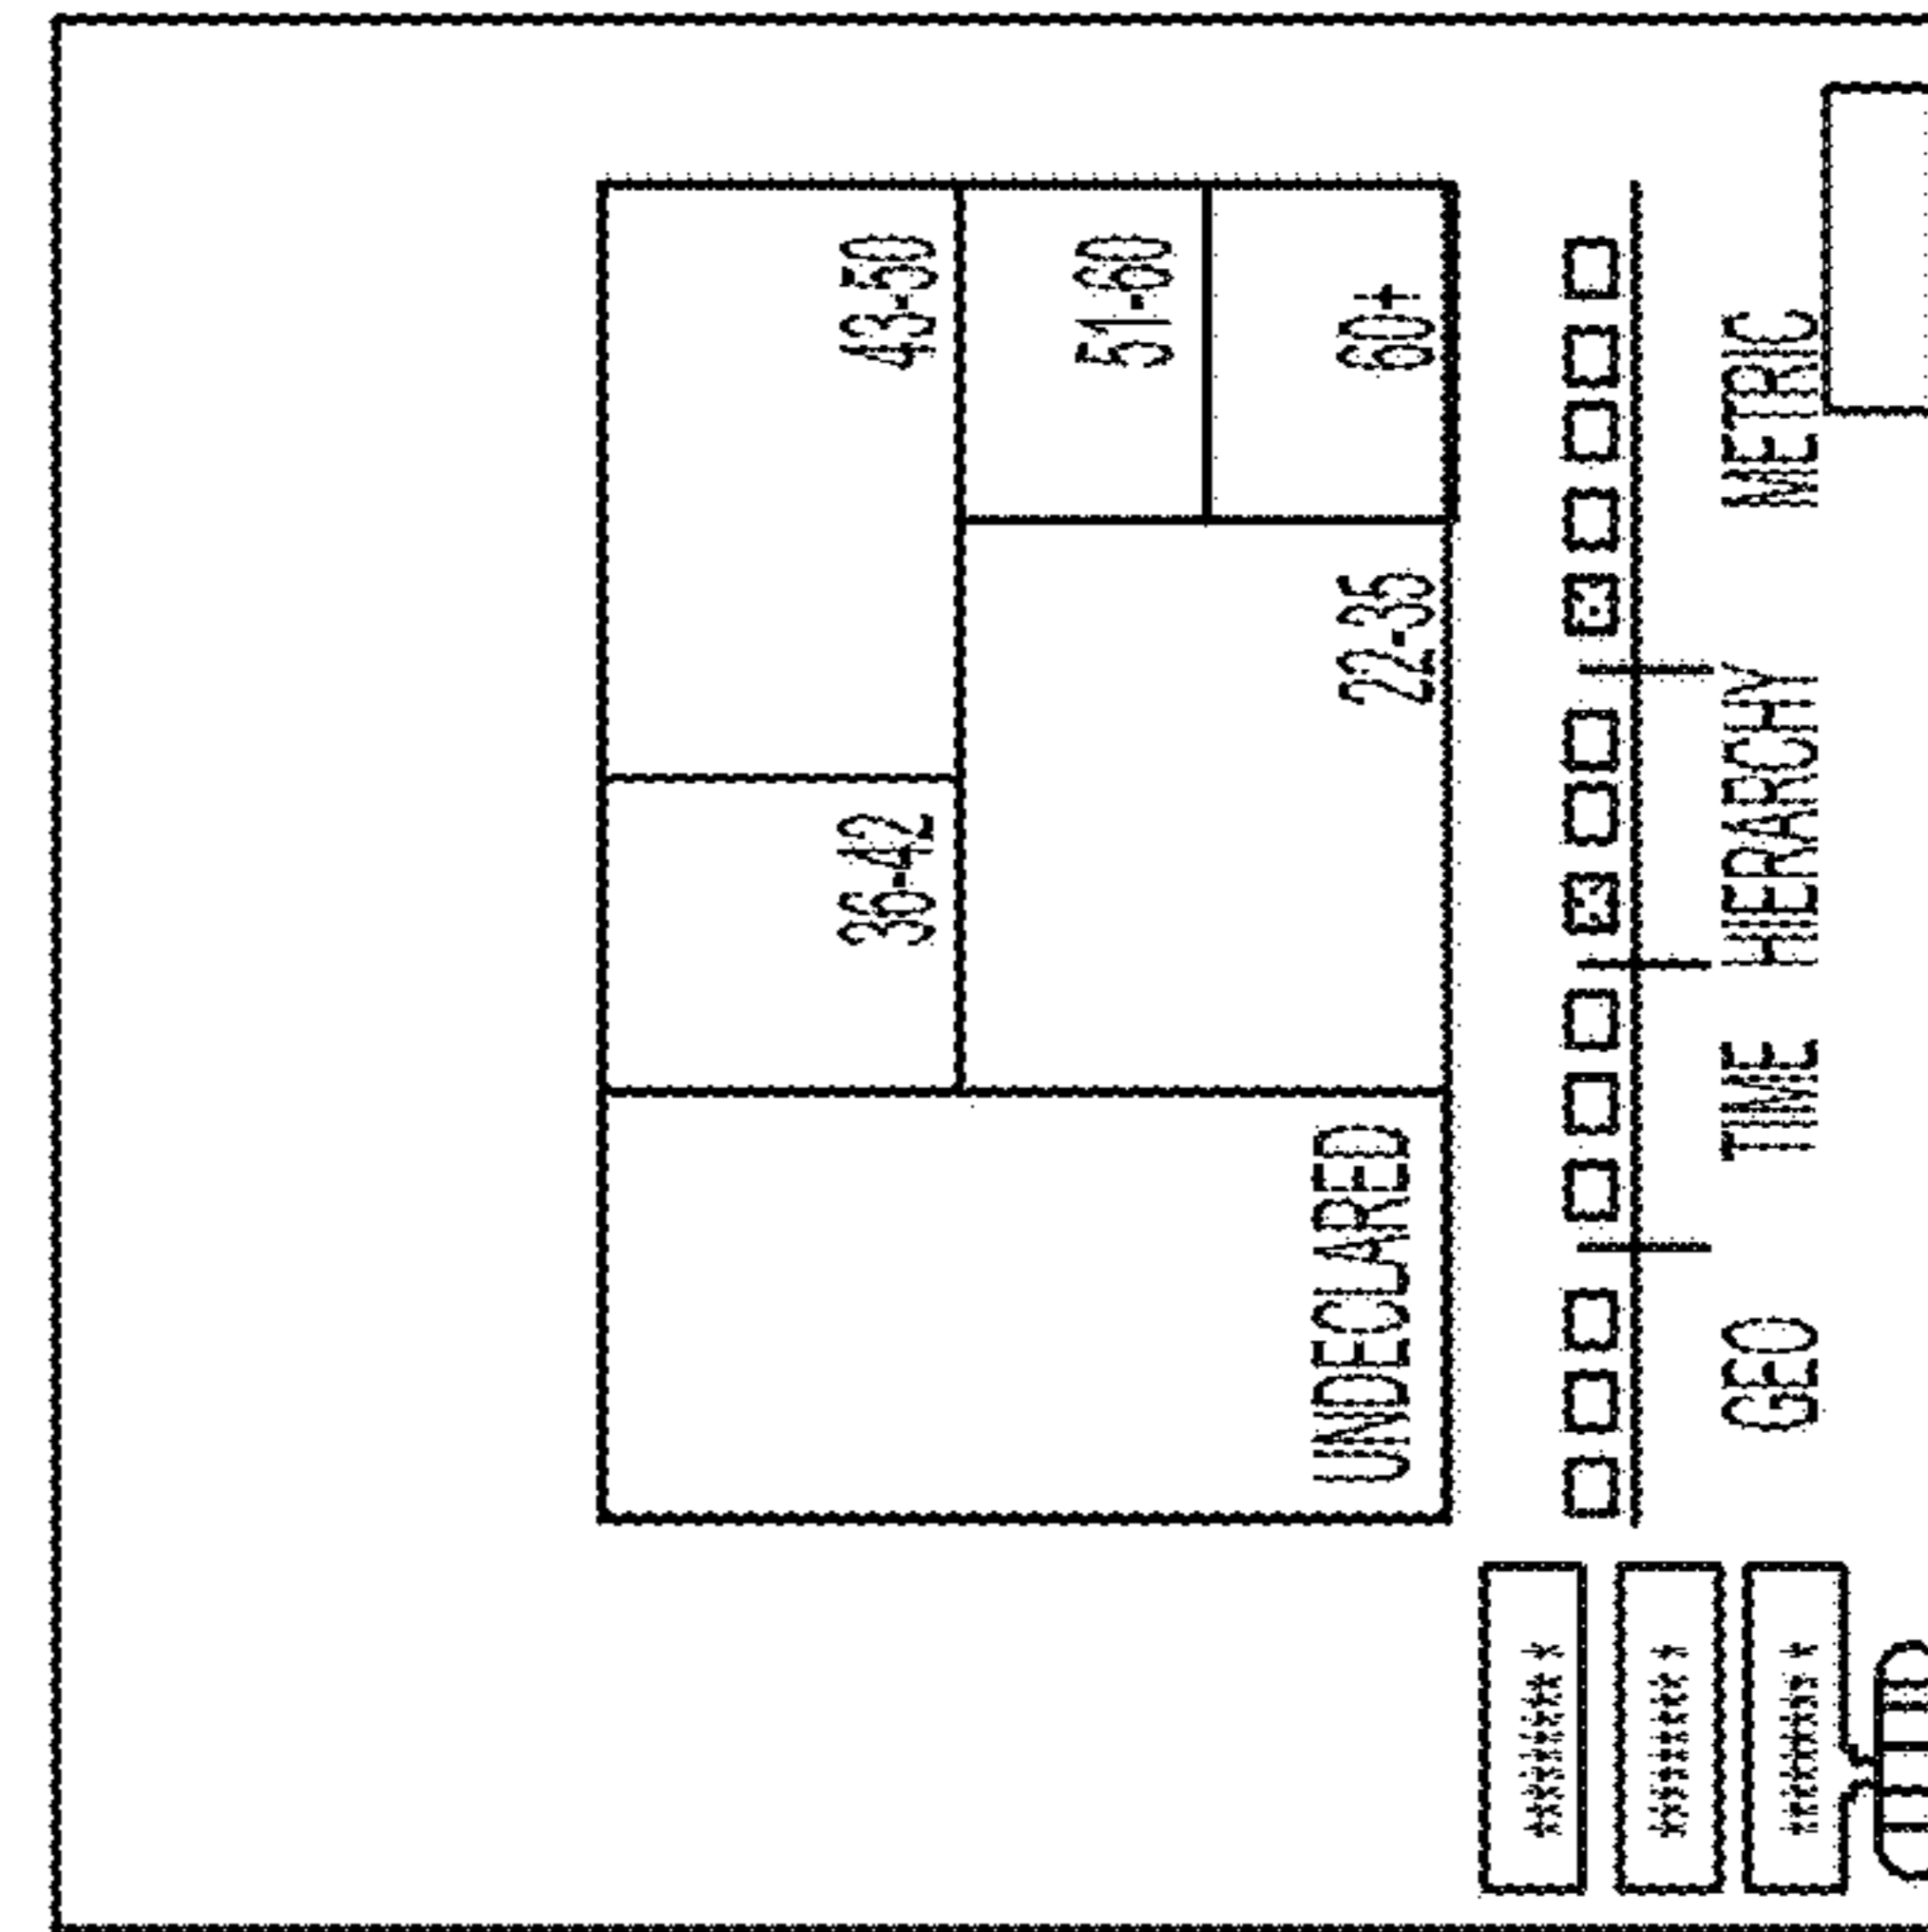 36-42
43-50
51-60
UNDECLARED
22-35
60+
GEO
TIME
HIERARCHY
METRIC